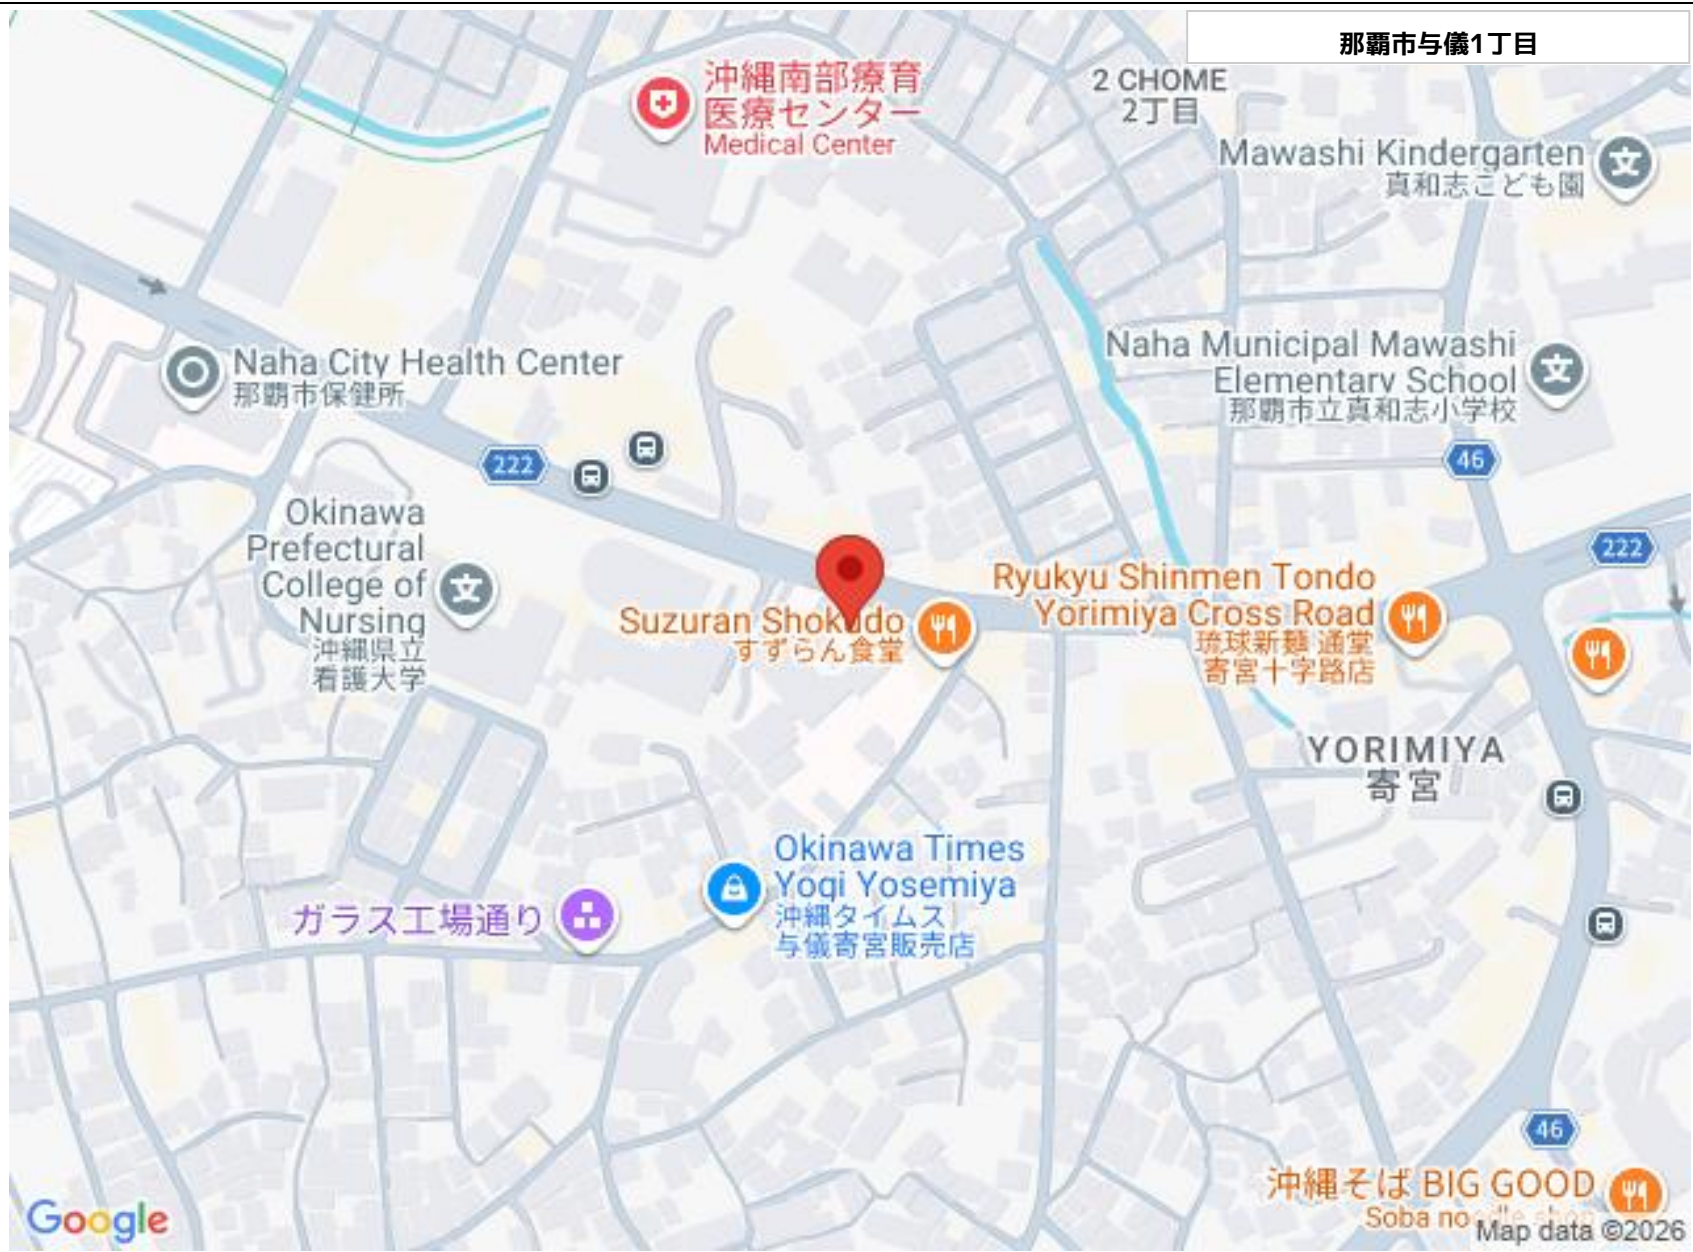 那覇市与儀1丁目
沖縄南部療育
医療センター
Medical Center
2 CHOME
2丁目
Mawashi Kindergarten
真和志こども園
Naha City Health Center
那覇市保健所
Naha Municipal Mawashi
Elementary School
那覇市立真和志小学校
222
46
222
Okinawa
Prefectural
College of
Nursing
沖縄県立
看護大学
Suzuran Shokudo
すずらん食堂
Ryukyu Shinmen Tondo
Yorimiya Cross Road
琉球新麺 通堂
寄宮十字路店
YORIMIYA
寄宮
Okinawa Times
Yogi Yosemiya
沖縄タイムス
与儀寄宮販売店
ガラス工場通り
46
沖縄そば BIG GOOD
Soba noodle shop
Google
Map data ©2026